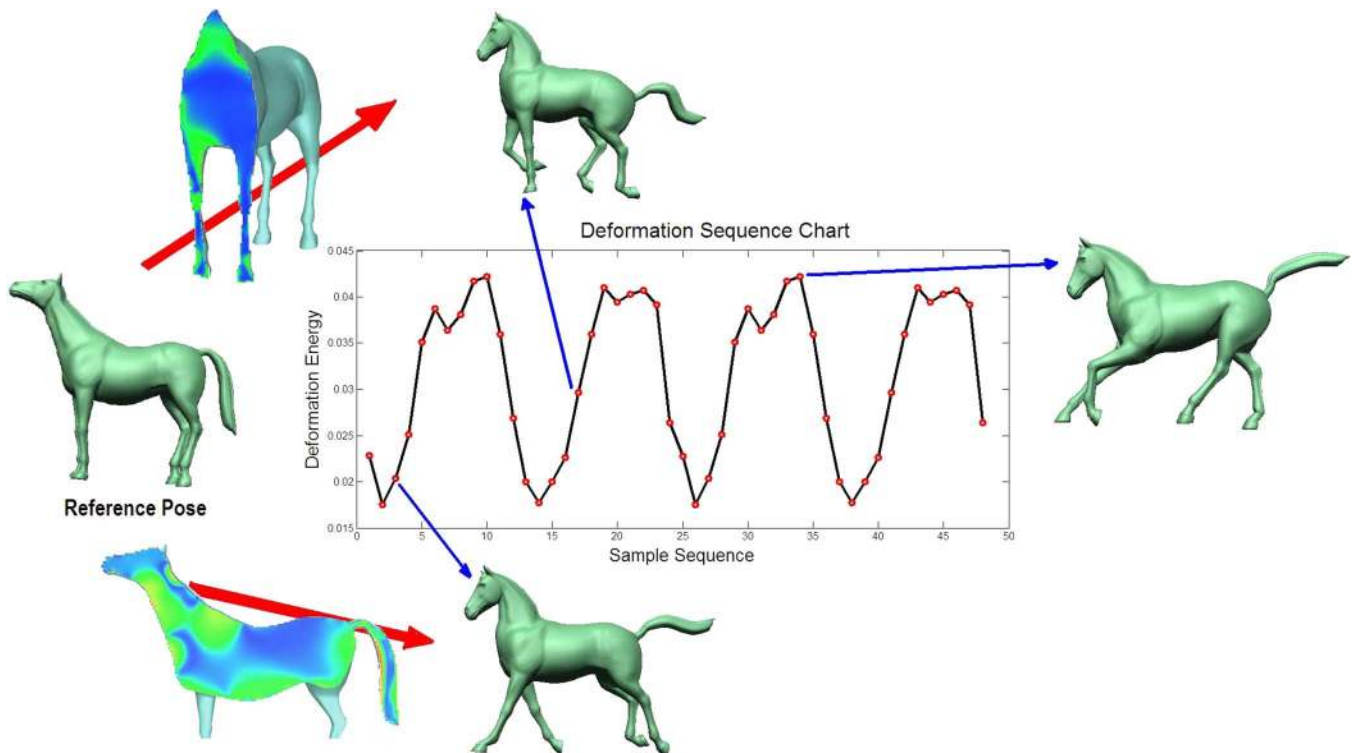 Deformation Sequence Chart
0.045
0.04
0.035
0.03
0.025
0.02
0.015
Deformation Energy
0 5 10 15 20 25 30 35 40 45 50
Sample Sequence
Reference Pose